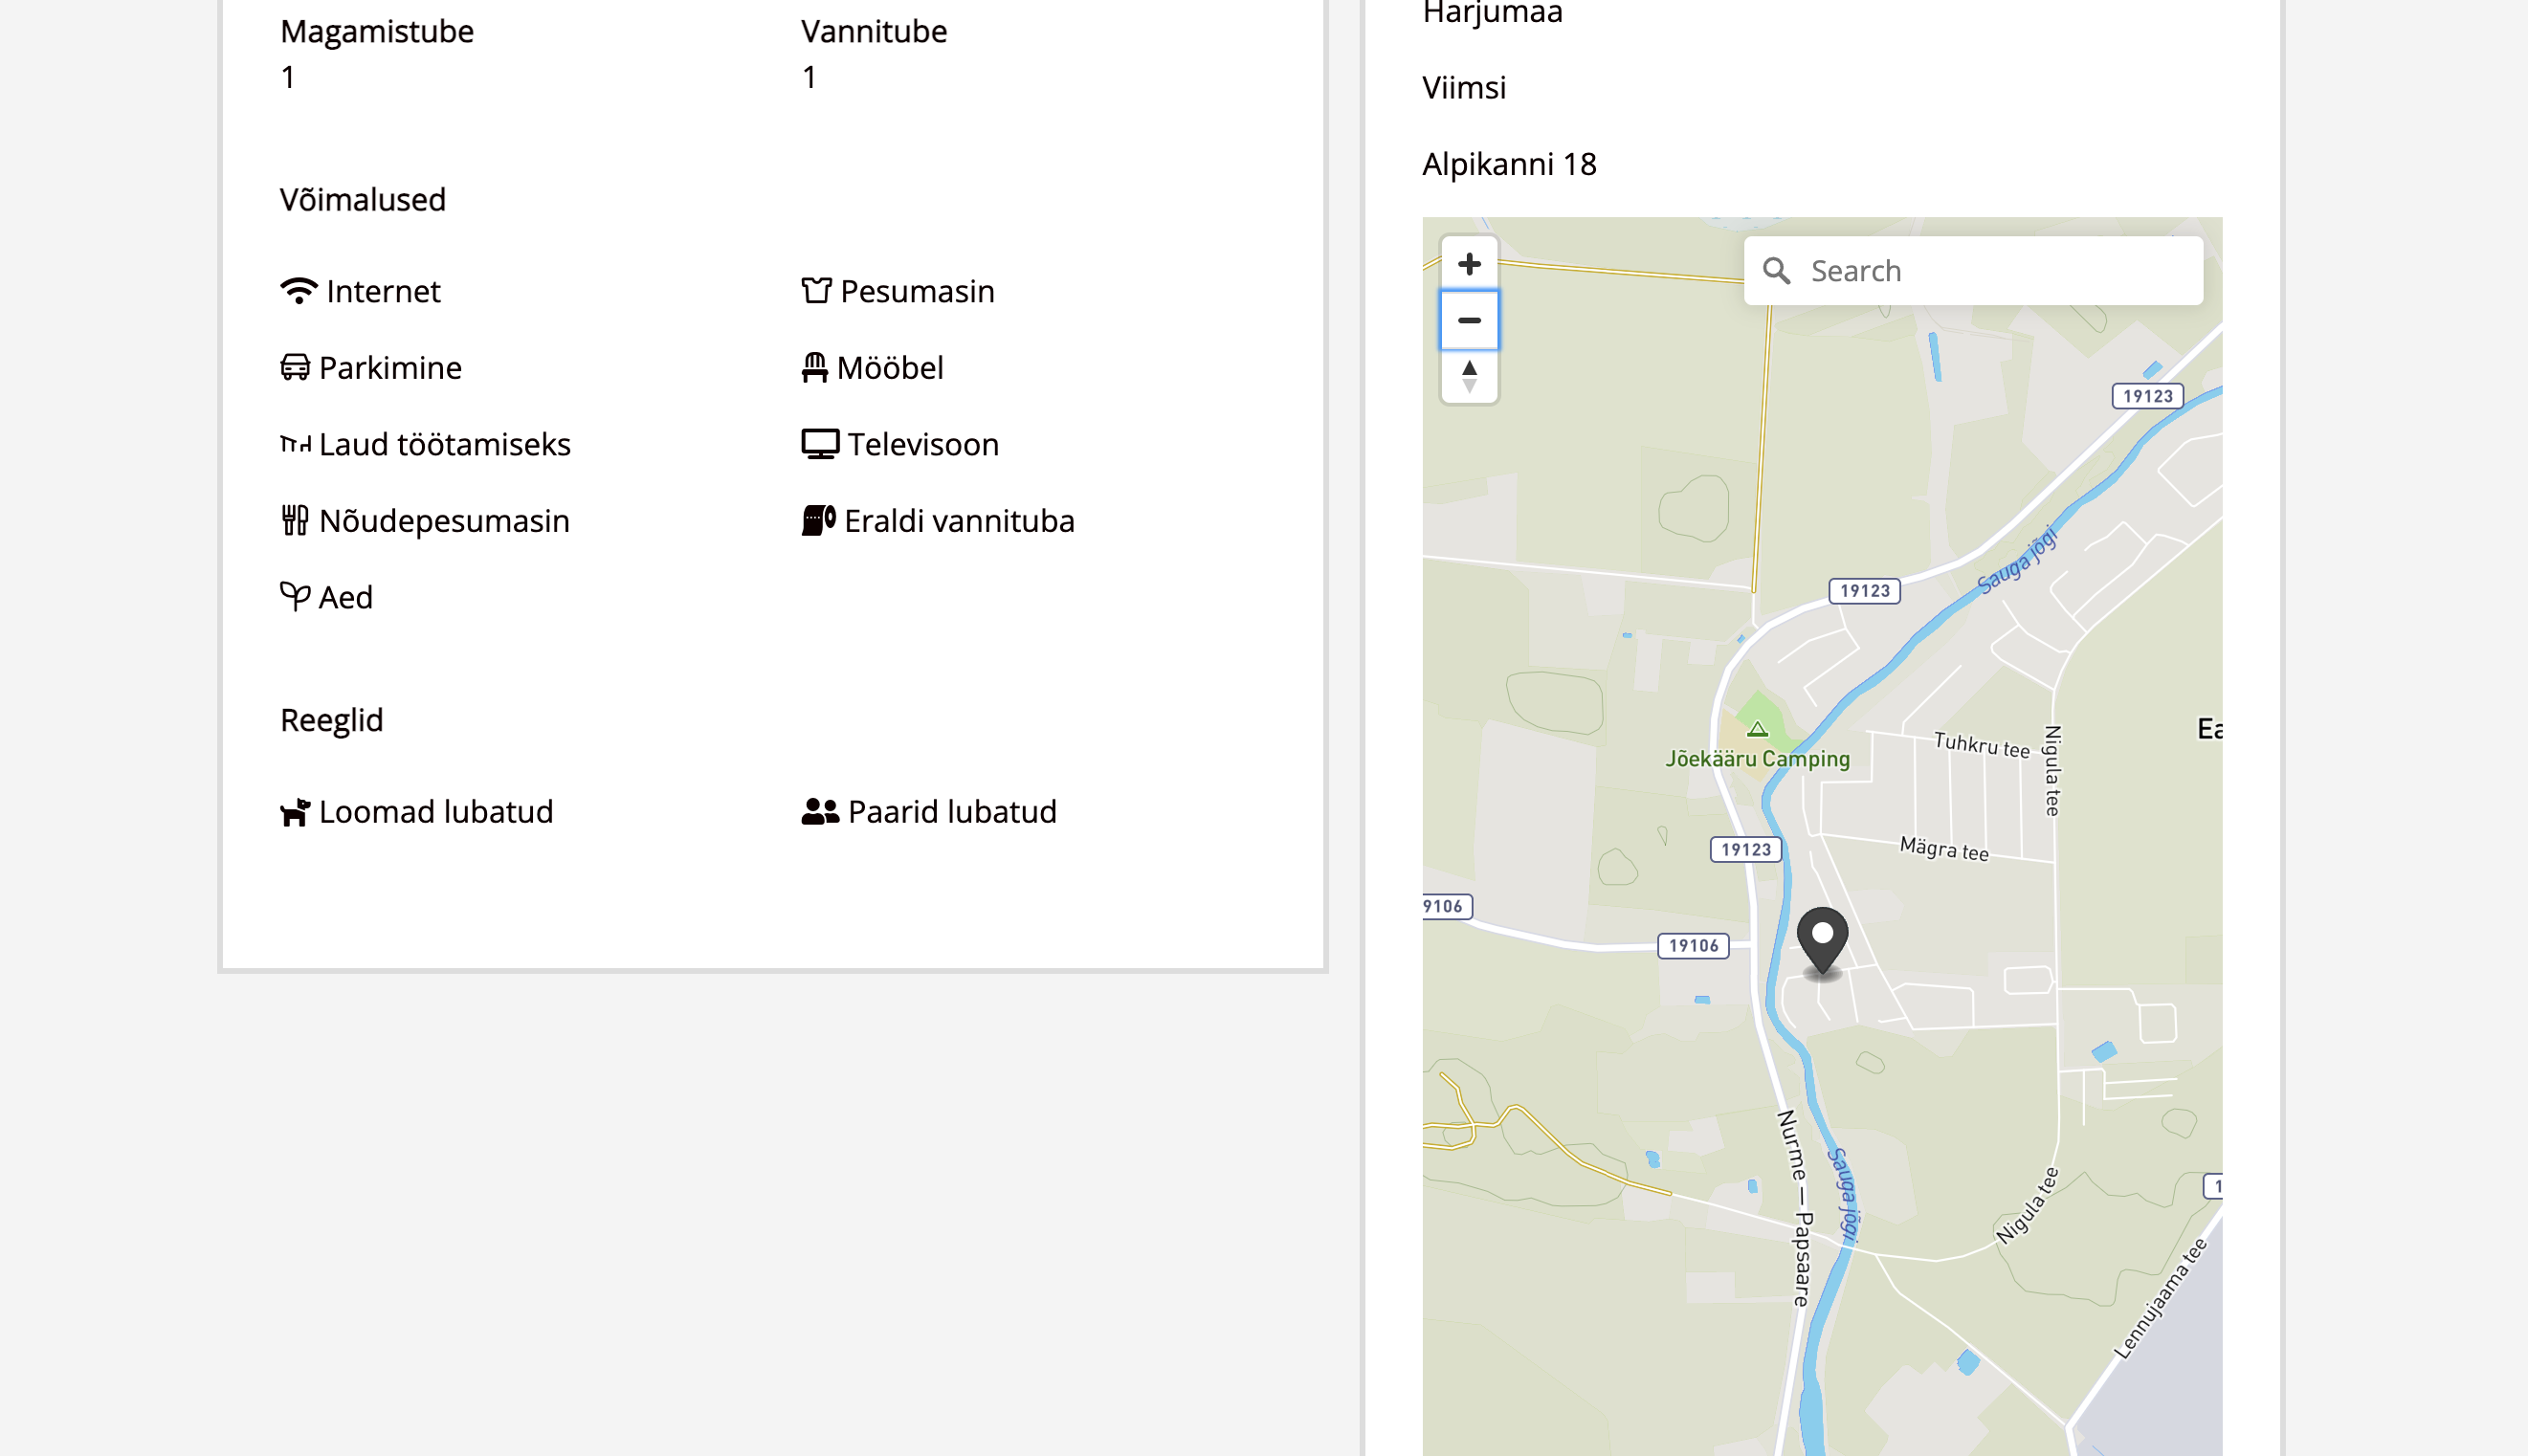 Magamistube
1
Vannitube
1
Võimalused
Internet
Pesumasin
Parkimine
Mööbel
Laud töötamiseks
Televisoon
Nõudepesumasin
Eraldi vannituba
Aed
Reeglid
Loomad lubatud
Paarid lubatud
Harjumaa
Viimsi
Alpikanni 18
Search
19123
Sauga jõgi
19123
Ea
Tuhkru tee
Nigula tee
Jõekääru Camping
19123
Mägra tee
9106
19106
Nurme — Papsaare
Sauga jõgi
Nigula tee
1
Lennujaama tee